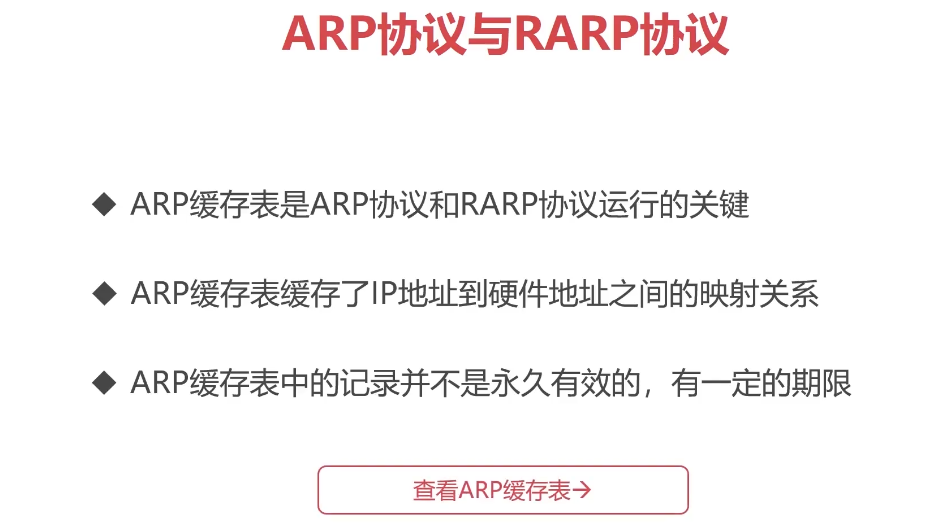 ARP协议与RARP协议
◆ ARP缓存表是ARP协议和RARP协议运行的关键
◆ ARP缓存表缓存了IP地址到硬件地址之间的映射关系
◆ ARP缓存表中的记录并不是永久有效的，有一定的期限
查看ARP缓存表→